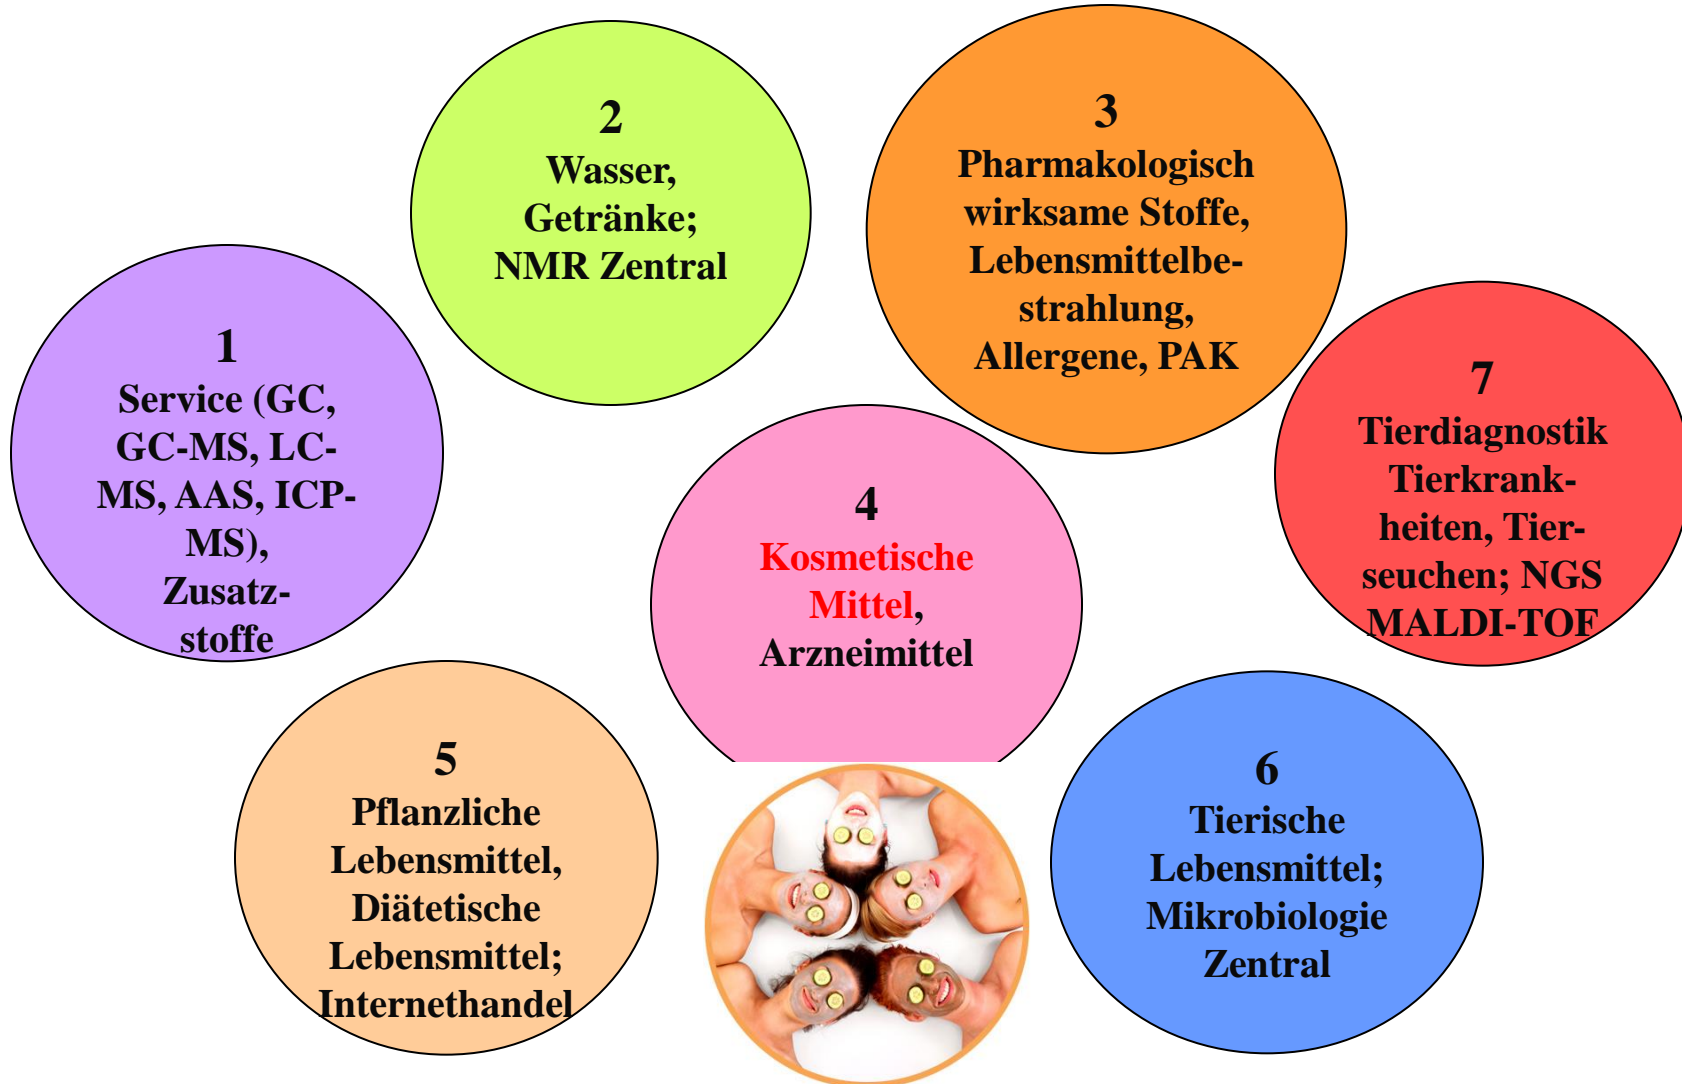 1
Service (GC,
GC-MS, LC-
MS, AAS, ICP-
MS),
Zusatz-
stoffe
2
Wasser,
Getränke;
NMR Zentral
3
Pharmakologisch
wirksame Stoffe,
Lebensmittelbe-
strahlung,
Allergene, PAK
4
Kosmetische
Mittel,
Arzneimittel
5
Pflanzliche
Lebensmittel,
Diätetische
Lebensmittel;
Internethandel
6
Tierische
Lebensmittel;
Mikrobiologie
Zentral
7
Tierdiagnostik
Tierkrank-
heiten, Tier-
seuchen; NGS
MALDI-TOF